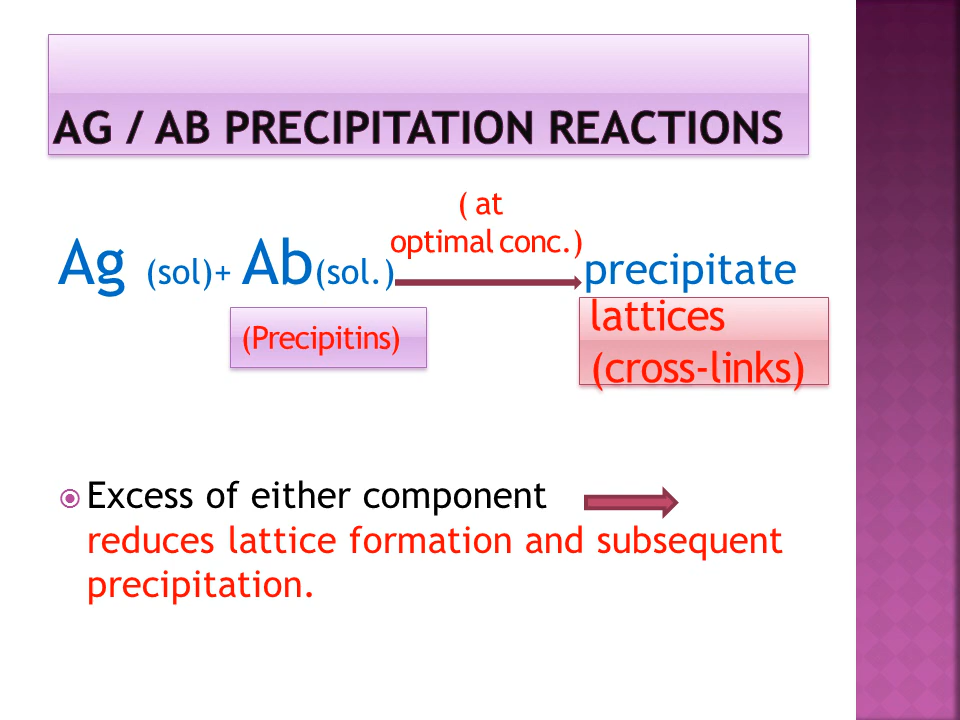 AG / AB PRECIPITATION REACTIONS
( at
optimal conc.)
Ag (sol)+ Ab(sol.) precipitate
(Precipitins)
lattices
(cross-links)
Excess of either component
reduces lattice formation and subsequent
precipitation.